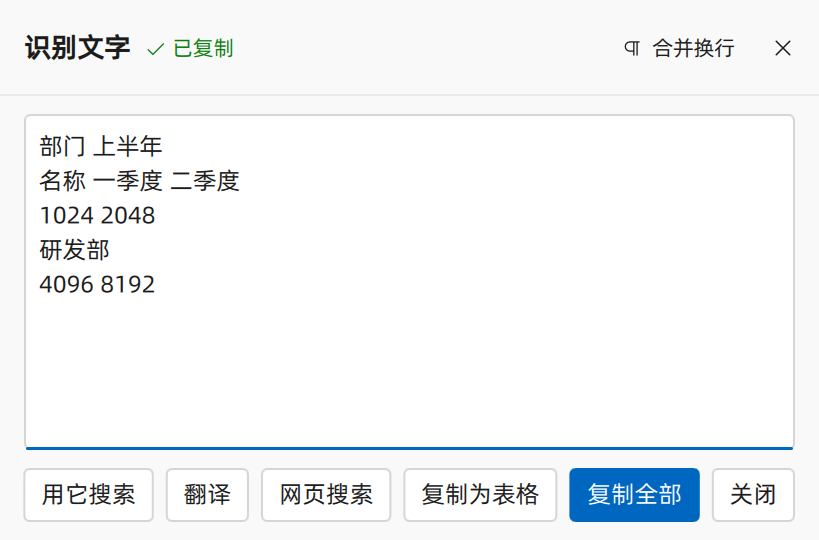 识别文字 已复制 合并换行
部门 上半年
名称 一季度 二季度
1024 2048
研发部
4096 8192
用它搜索 翻译 网页搜索 复制为表格 复制全部 关闭